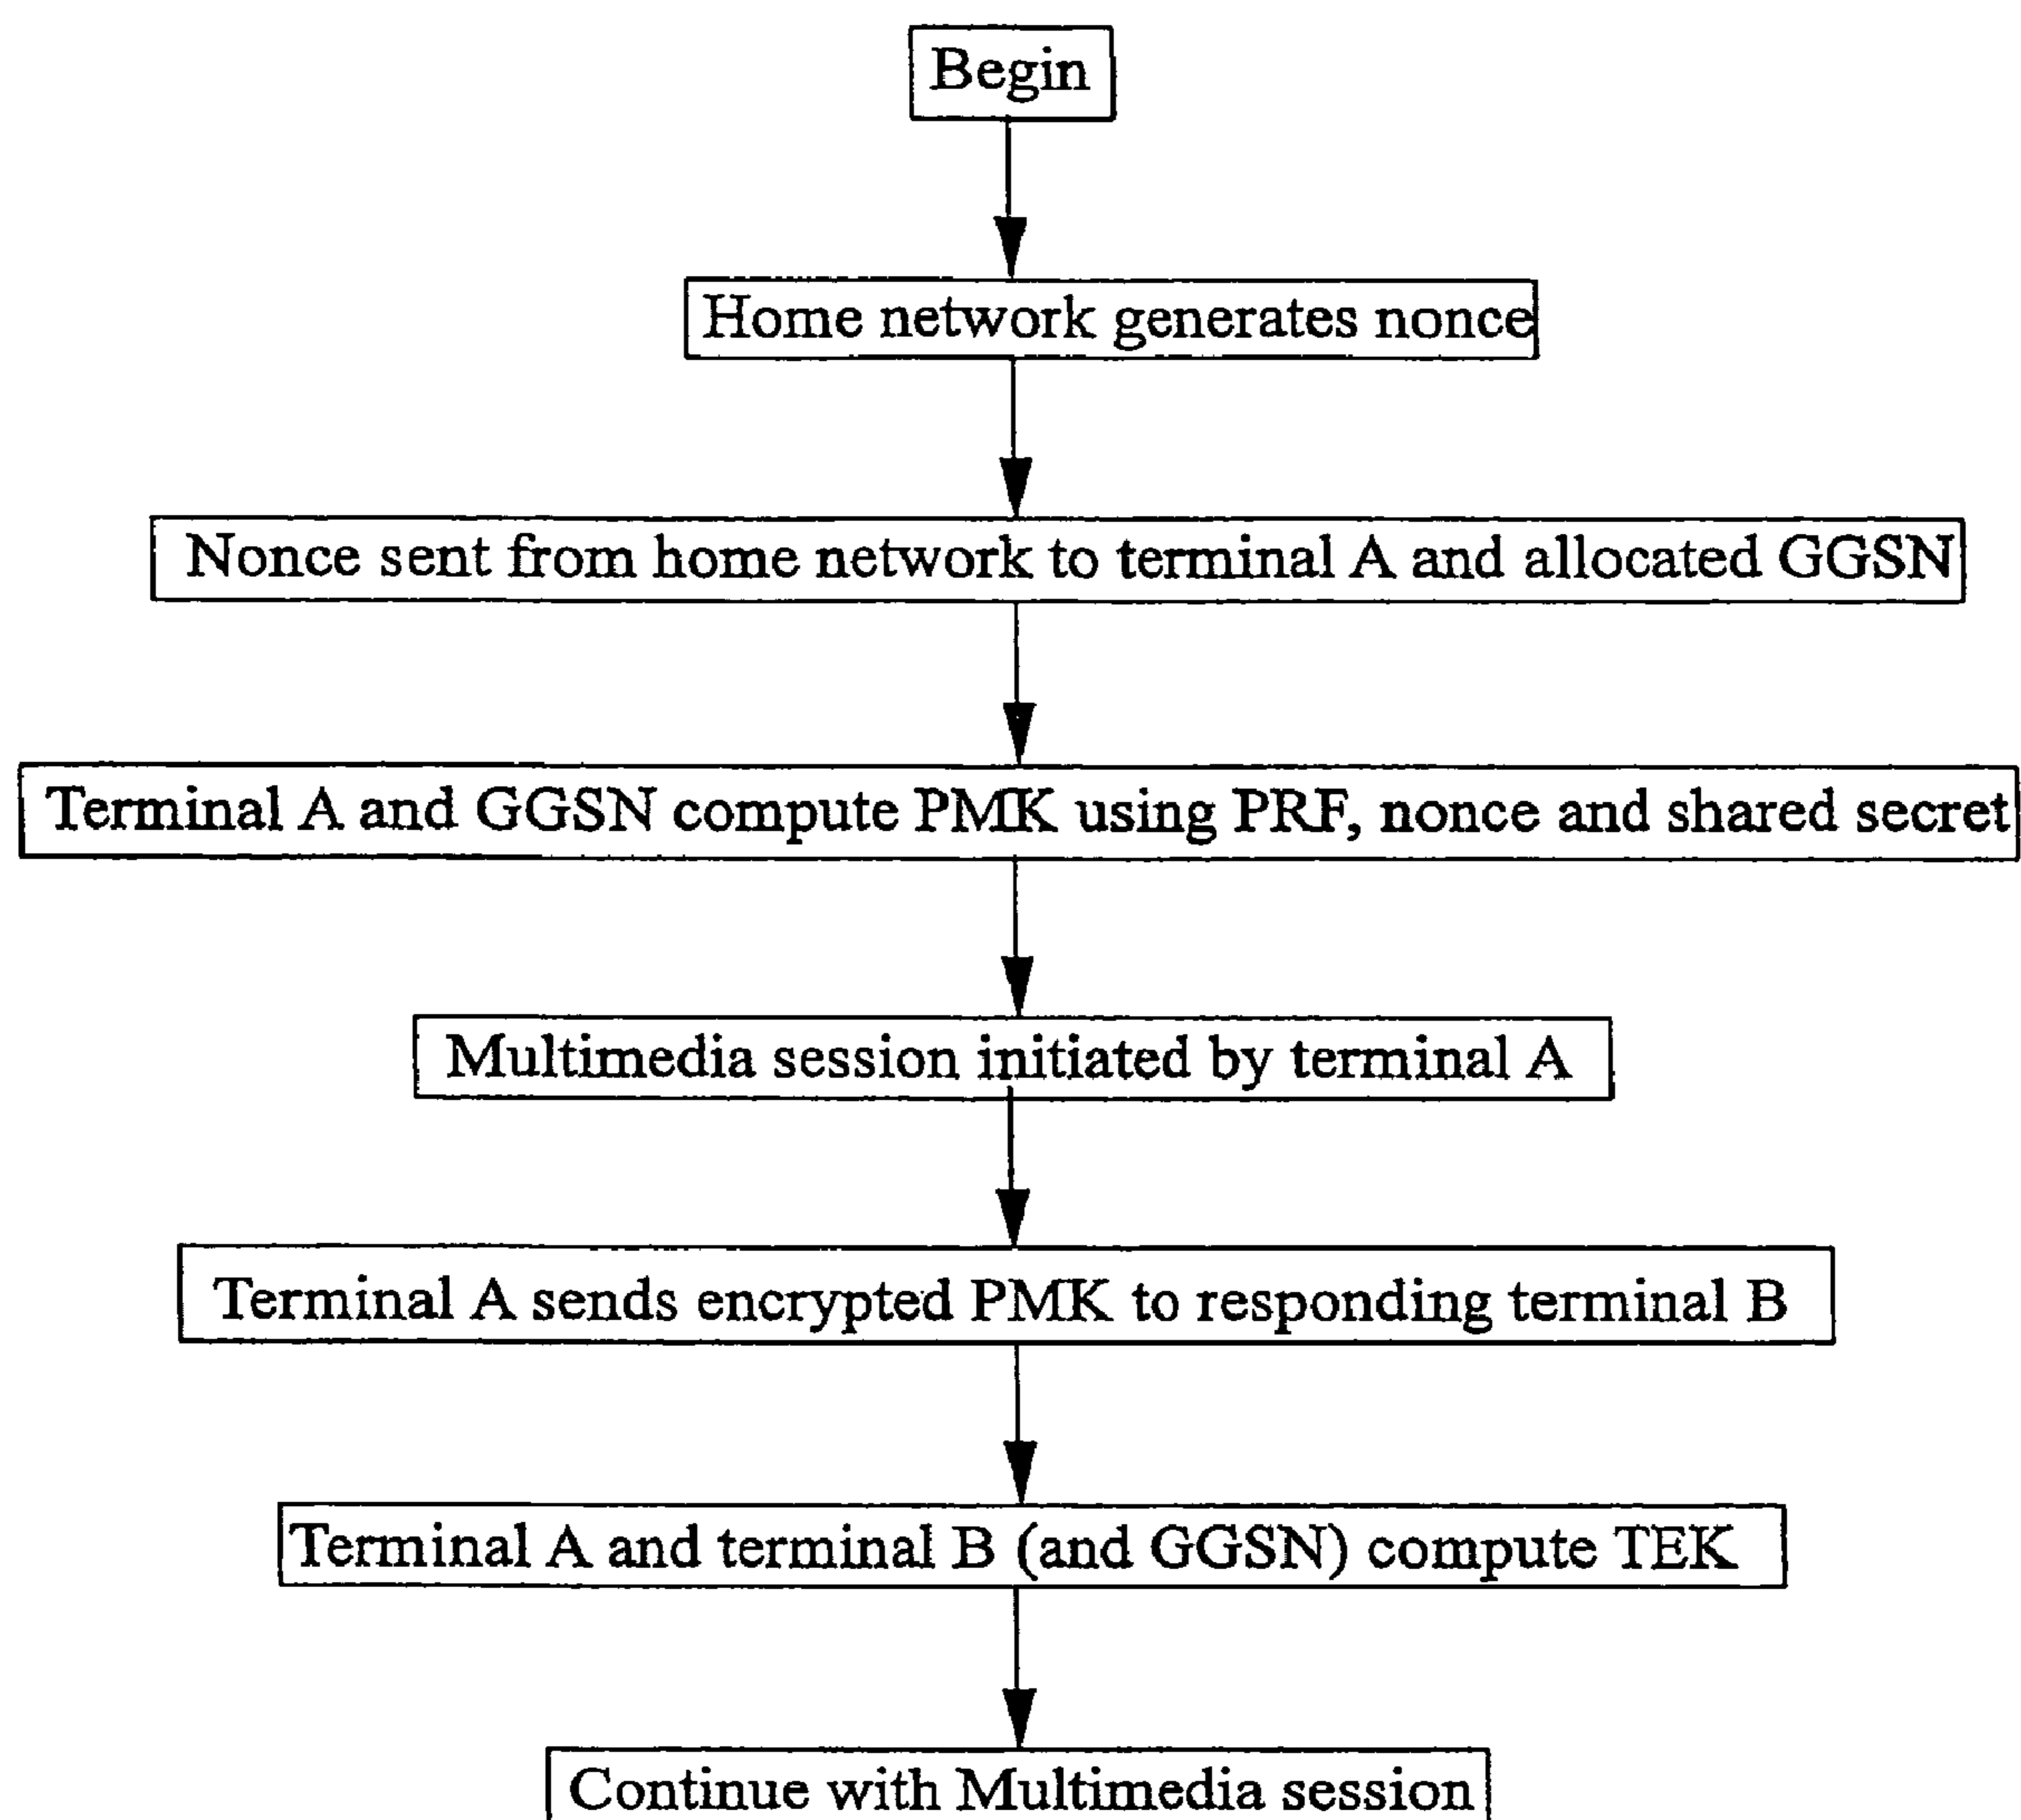 Begin
Home network generates nonce
Nonce sent from home network to terminal A and allocated GGSN
Terminal A and GGSN compute PMK using PRF, nonce and shared secret
Multimedia session initiated by terminal A
Terminal A sends encrypted PMK to responding terminal B
Terminal A and terminal B (and GGSN) compute TEK
Continue with Multimedia session